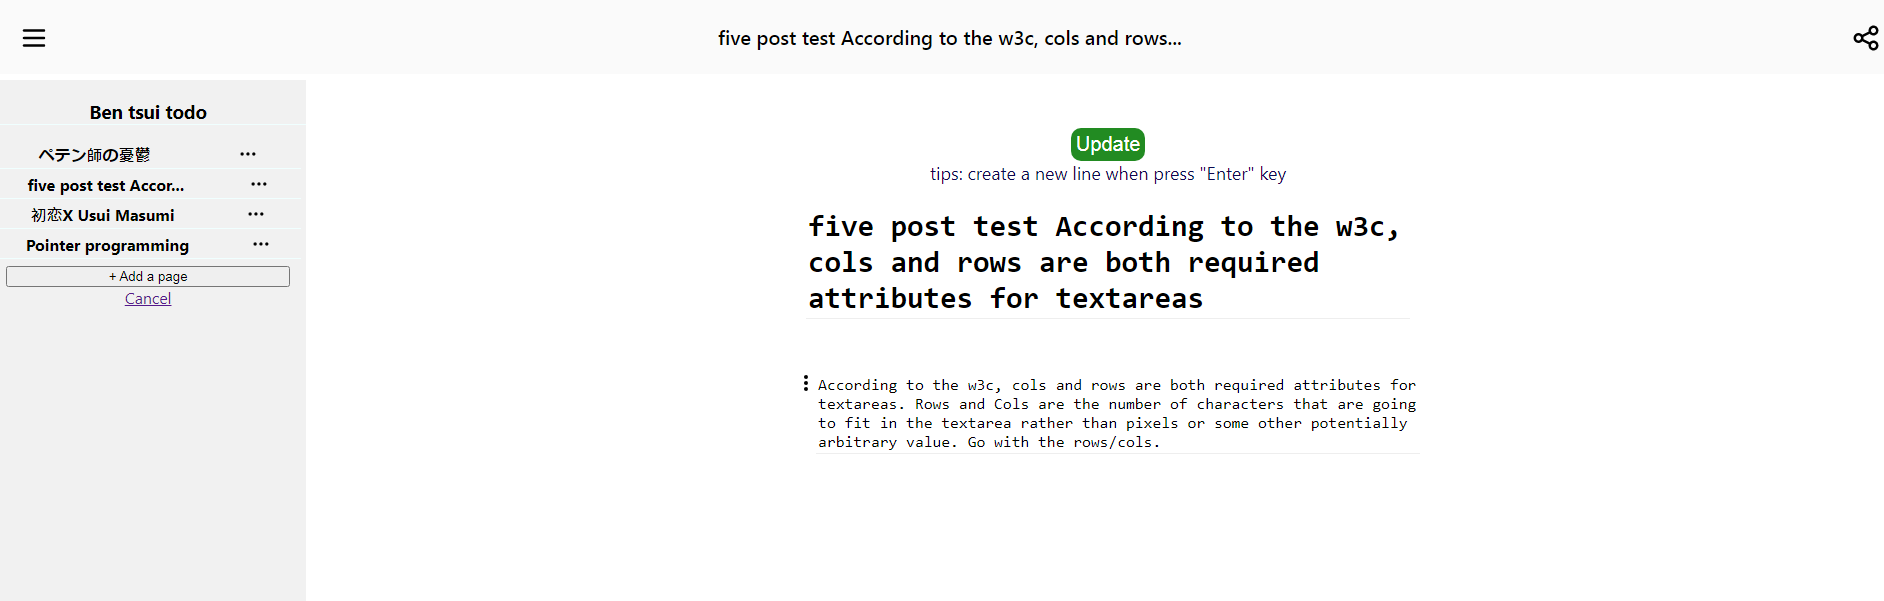 five post test According to the w3c, cols and rows...
Ben tsui todo
ペテン師の憂鬱
five post test Accor...
初恋X Usui Masumi
Pointer programming
+ Add a page
Cancel
Update
tips: create a new line when press "Enter" key
five post test According to the w3c,
cols and rows are both required
attributes for textareas
According to the w3c, cols and rows are both required attributes for
textareas. Rows and Cols are the number of characters that are going
to fit in the textarea rather than pixels or some other potentially
arbitrary value. Go with the rows/cols.